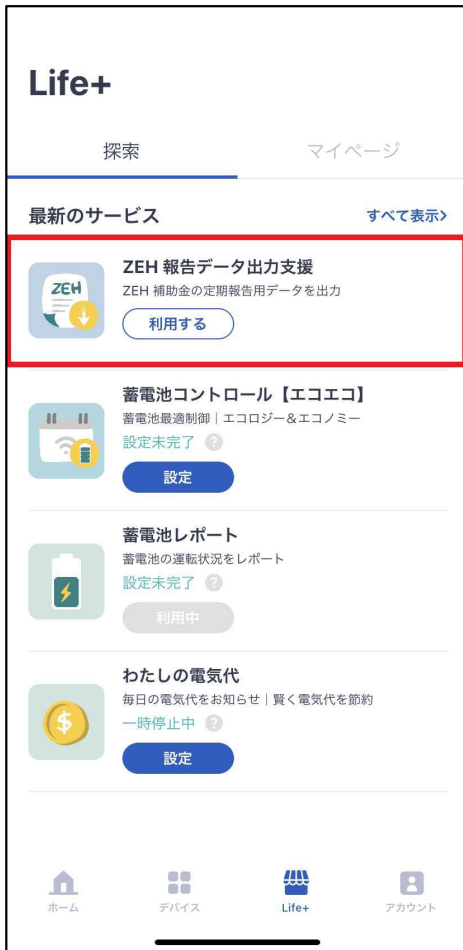 Life+
探索
マイページ
最新のサービス
すべて表示>
ZEH
ZEH 報告データ出力支援
ZEH 補助金の定期報告用データを出力
利用する
蓄電池コントロール【エコエコ】
蓄電池最適制御｜エコロジー＆エコノミー
設定未完了 ?
設定
蓄電池レポート
蓄電池の運転状況をレポート
設定未完了 ?
利用中
$
わたしの電気代
毎日の電気代をお知らせ｜賢く電気代を節約
一時停止中 ?
設定
ホーム
デバイス
Life+
アカウント